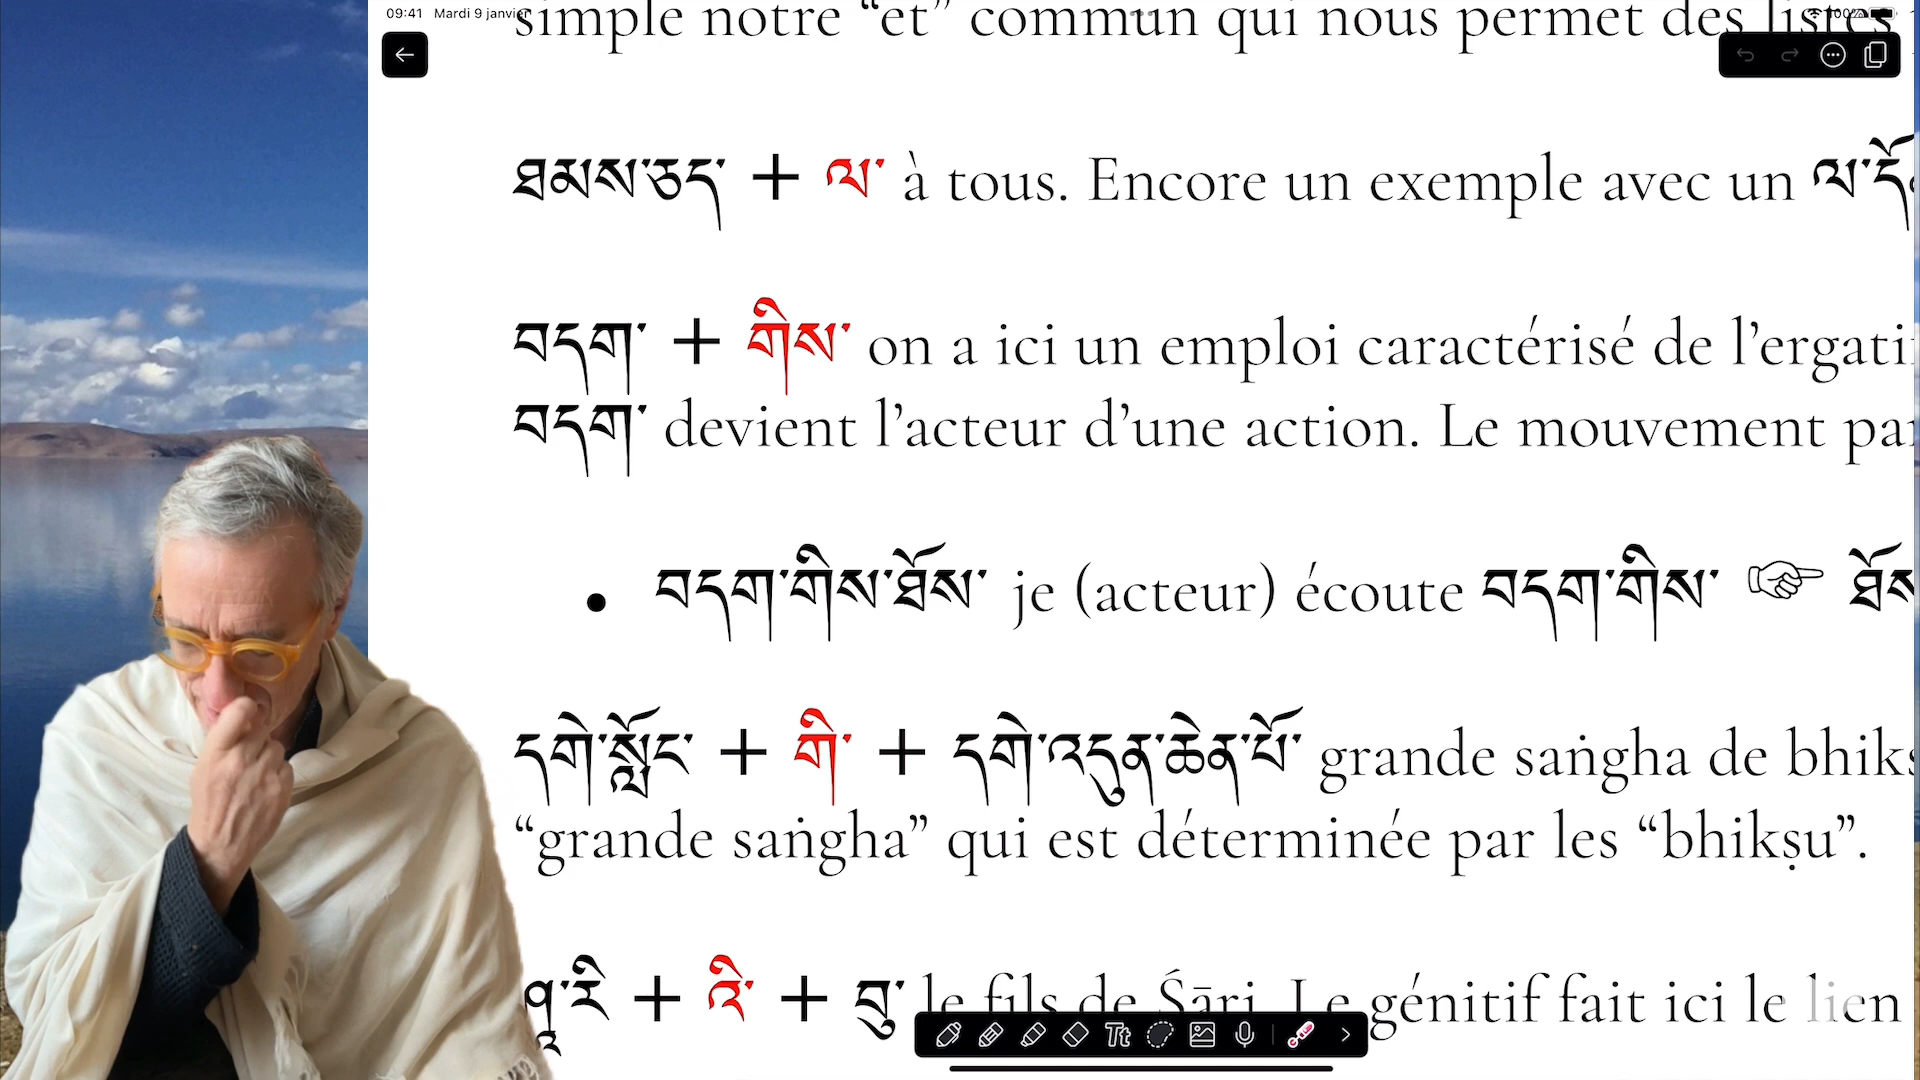 09:41 Mardi 9 janvier
100%
simple notre “et” commun qui nous permet des listes
ཐམས་ཅད་ + ལ་ à tous. Encore un exemple avec un ལ་དོ
བདག་ + གིས་ on a ici un emploi caractérisé de l’ergati
བདག་ devient l’acteur d’une action. Le mouvement pa
• བདག་གིས་ཐོས་ je (acteur) écoute བདག་གིས་ ☞ ཐོས
དགེ་སློང་ + གི་ + དགེ་འདུན་ཆེན་པོ་ grande saṅgha de bhikṣ
“grande saṅgha” qui est déterminée par les “bhikṣu”.
ཤཱ་རི + འི་ + བུ་ le fils de Śāri. Le génitif fait ici le lien
Tt